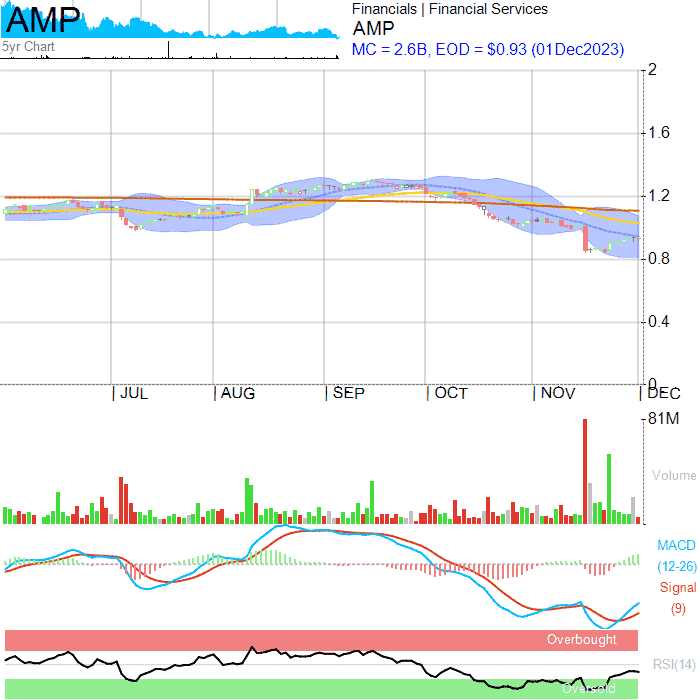 AMP
5yr Chart
Financials | Financial Services
AMP
MC = 2.6B, EOD = $0.93 (01Dec2023)
2
1.6
1.2
0.8
0.4
0
JUL AUG SEP OCT NOV DEC
81M
Volume
MACD
(12-26)
Signal
(9)
Overbought
RSI(14)
Oversold